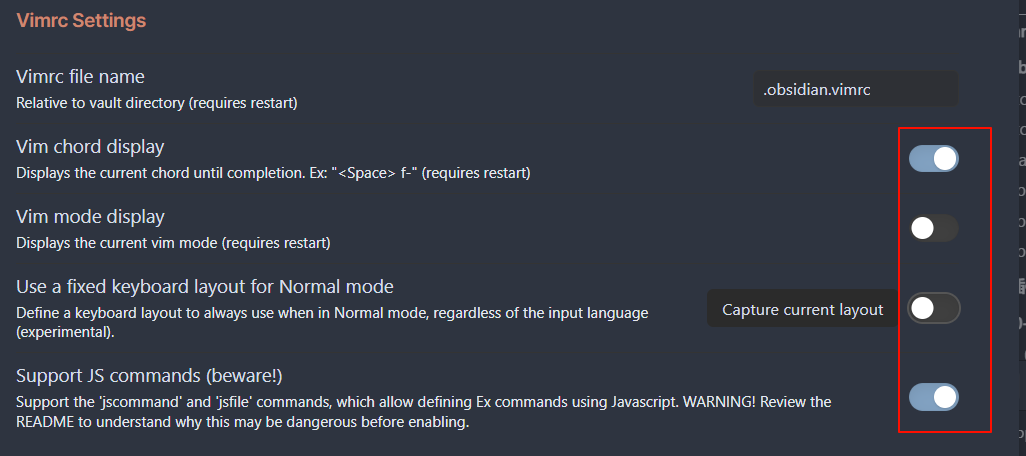 Vimrc Settings
Vimrc file name
Relative to vault directory (requires restart)
.obsidian.vimrc
Vim chord display
Displays the current chord until completion. Ex: "<Space> f-" (requires restart)
Vim mode display
Displays the current vim mode (requires restart)
Use a fixed keyboard layout for Normal mode
Define a keyboard layout to always use when in Normal mode, regardless of the input language
(experimental).
Capture current layout
Support JS commands (beware!)
Support the 'jscommand' and 'jsfile' commands, which allow defining Ex commands using Javascript. WARNING! Review the
README to understand why this may be dangerous before enabling.